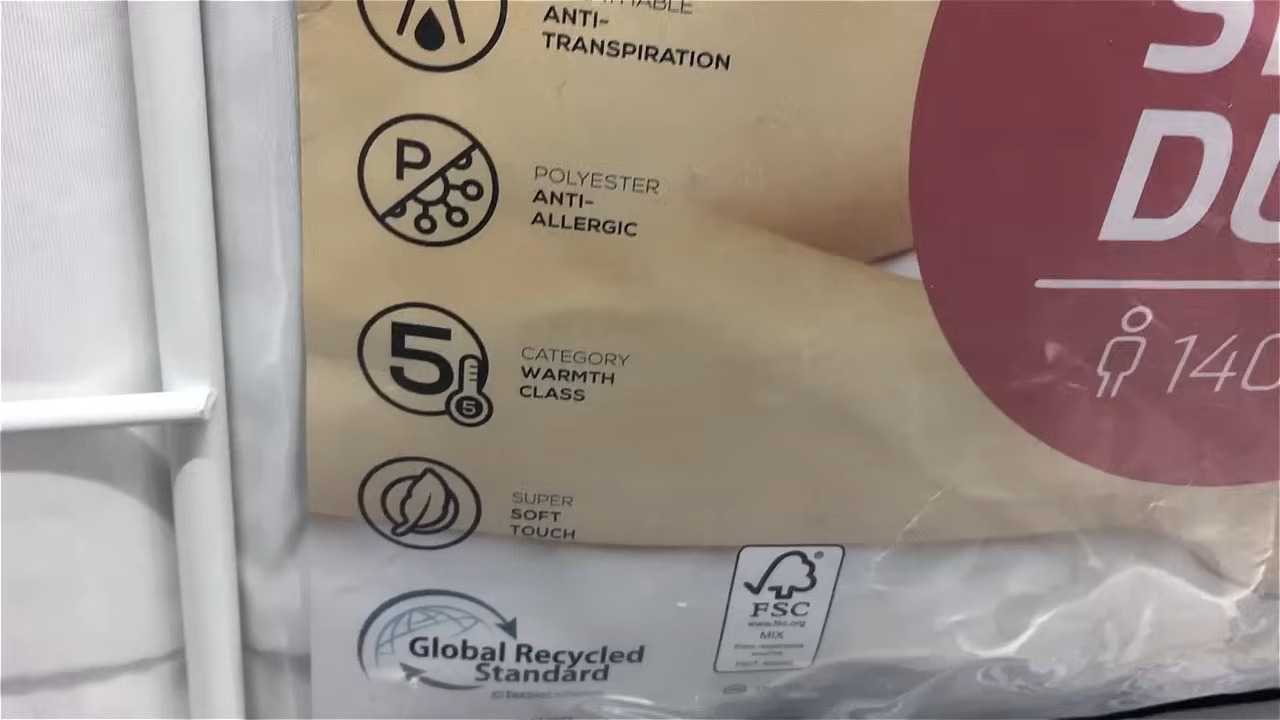 ANTI-
TRANSPIRATION
P
POLYESTER
ANTI-
ALLERGIC
5
5
CATEGORY
WARMTH
CLASS
SUPER
SOFT
TOUCH
140
Global Recycled
Standard
FSC
www.fsc.org
MIX